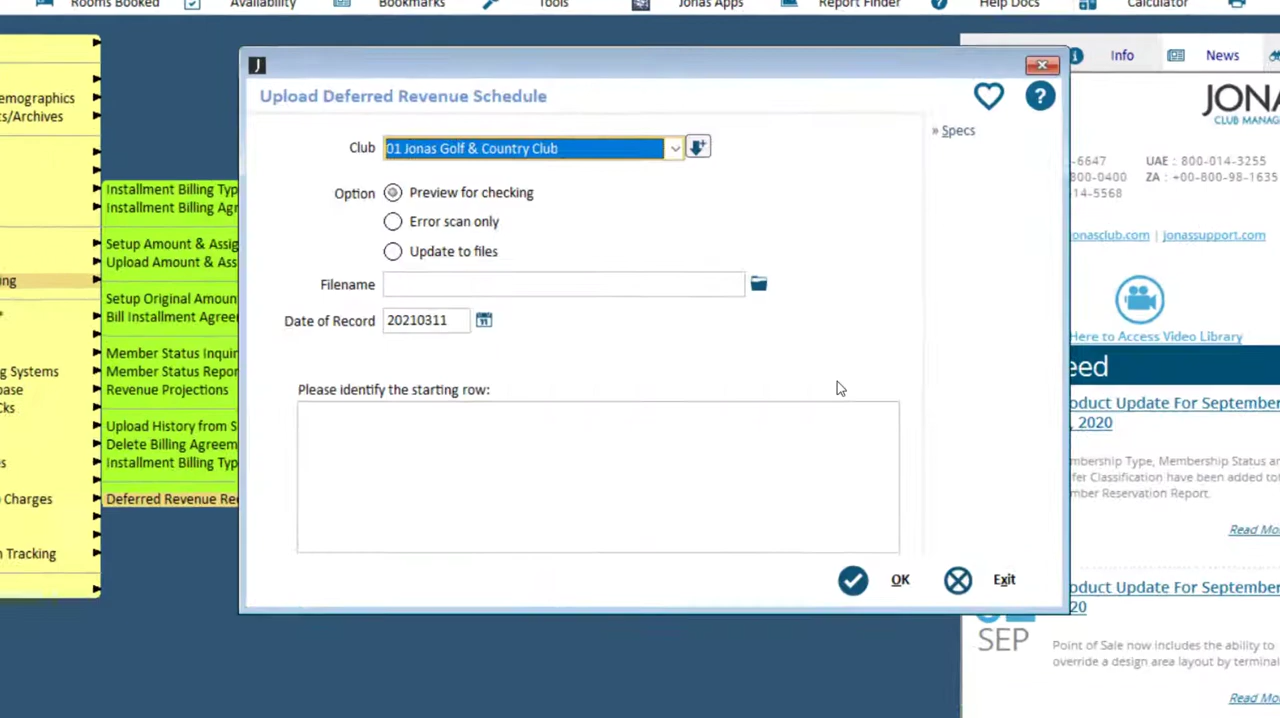 Rooms Booked
Availability
Bookmarks
Tools
Jonas Apps
Report Finder
Help Docs
Calculator
emographics
ts/Archives
ing
ng Systems
base
cks
es
Charges
n Tracking
Installment Billing Typ
Installment Billing Agr
Setup Amount & Assig
Upload Amount & Ass
Setup Original Amoun
Bill Installment Agree
Member Status Inquir
Member Status Repor
Revenue Projections
Upload History from S
Delete Billing Agreem
Installment Billing Typ
Deferred Revenue Re
J
Upload Deferred Revenue Schedule
?
» Specs
Club
01 Jonas Golf & Country Club
Option
Preview for checking
Error scan only
Update to files
Filename
Date of Record
20210311
Please identify the starting row:
OK
Exit
Info
News
JONA
CLUB MANAG
-6647
UAE : 800-014-3255
800-0400
ZA : +00-800-98-1635
14-5568
onasclub.com | jonassupport.com
Here to Access Video Library
eed
oduct Update For September
, 2020
mbership Type, Membership Status an
fer Classification have been added to
mber Reservation Report.
Read Mo
oduct Update For September
20
SEP
Point of Sale now includes the ability to
override a design area layout by terminal
Read Mo